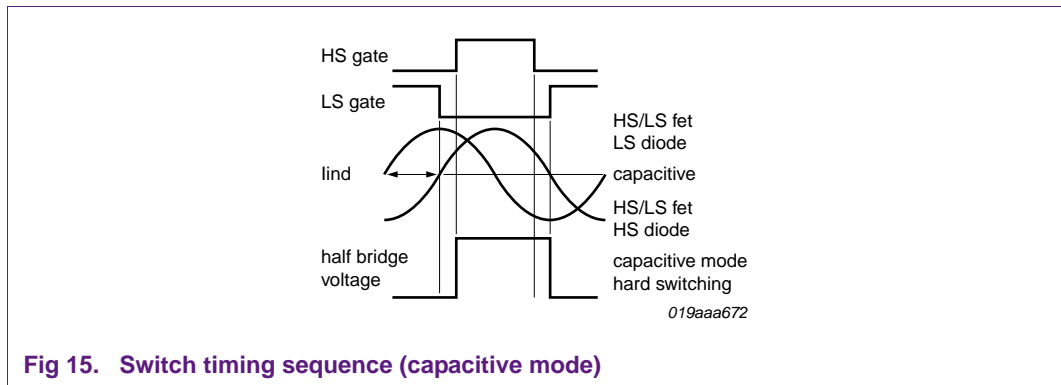 HS gate
LS gate
HS/LS fet
LS diode
Iind
capacitive
HS/LS fet
HS diode
half bridge
voltage
capacitive mode
hard switching
019aaa672
Fig 15. Switch timing sequence (capacitive mode)